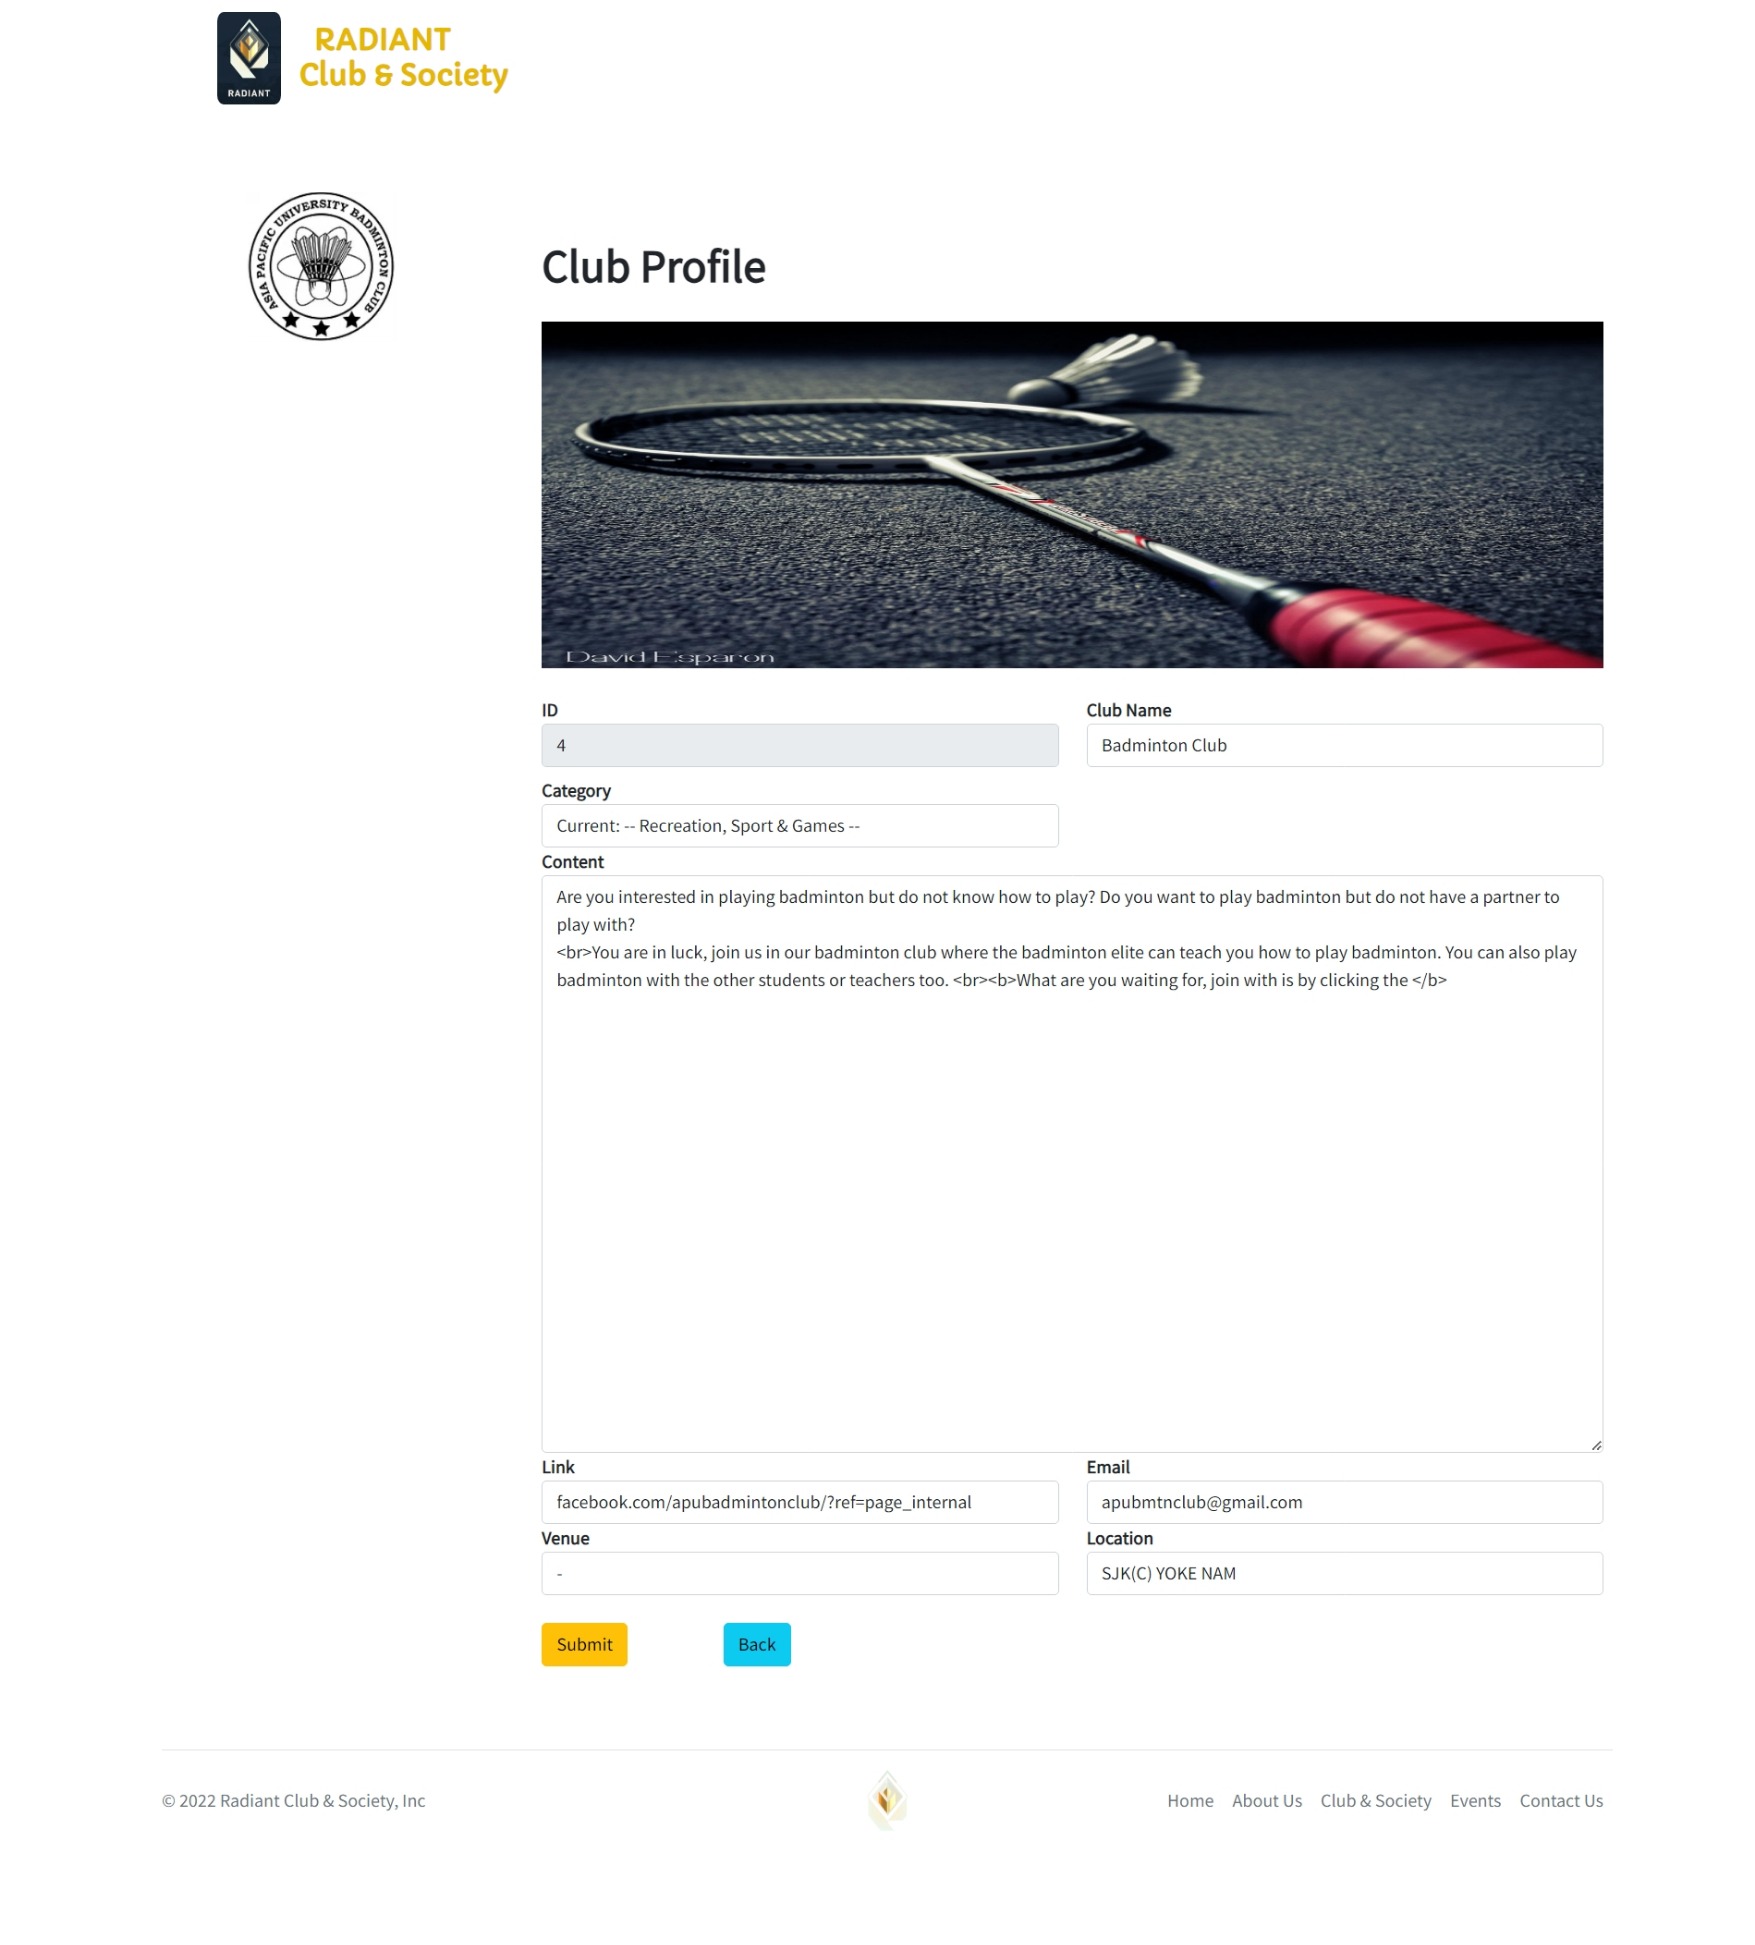 RADIANT
Club & Society
RADIANT
ASIA PACIFIC UNIVERSITY BADMINTON CLUB
Club Profile
David Esparon
ID
Club Name
4
Badminton Club
Category
Current: -- Recreation, Sport & Games --
Content
Are you interested in playing badminton but do not know how to play? Do you want to play badminton but do not have a partner to
play with?
<br>You are in luck, join us in our badminton club where the badminton elite can teach you how to play badminton. You can also play
badminton with the other students or teachers too. <br><b>What are you waiting for, join with is by clicking the </b>
Link
Email
facebook.com/apubadmintonclub/?ref=page_internal
apubmtnclub@gmail.com
Venue
Location
-
SJK(C) YOKE NAM
Submit
Back
© 2022 Radiant Club & Society, Inc
Home About Us Club & Society Events Contact Us